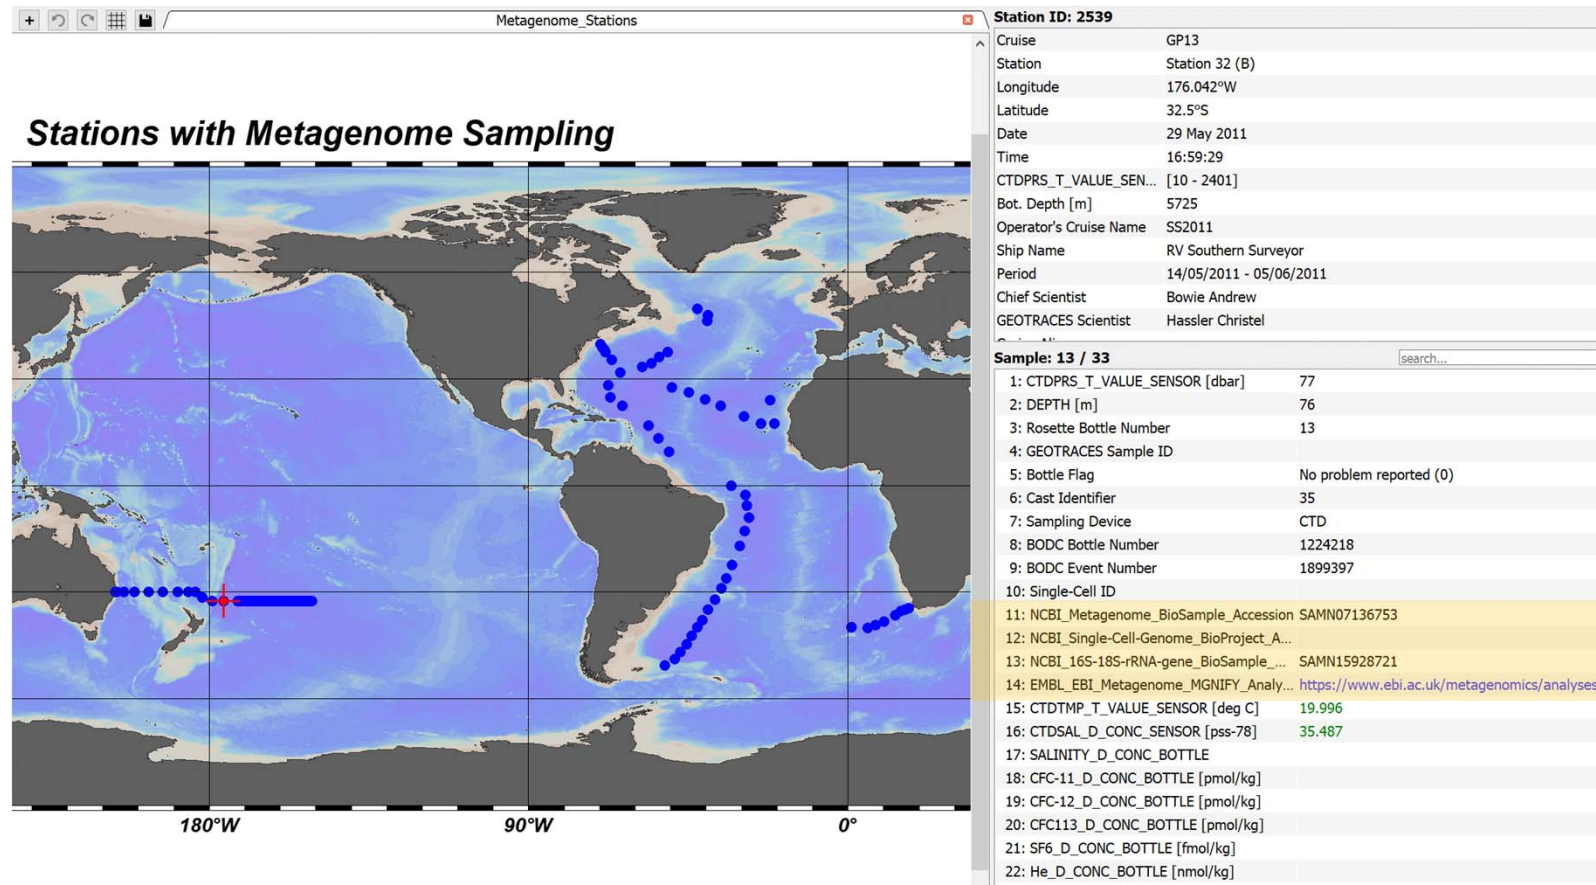 Metagenome_Stations
Stations with Metagenome Sampling
180°W 90°W 0°
Station ID: 2539
Cruise GP13
Station Station 32 (B)
Longitude 176.042°W
Latitude 32.5°S
Date 29 May 2011
Time 16:59:29
CTDPRS_T_VALUE_SEN... [10 - 2401]
Bot. Depth [m] 5725
Operator's Cruise Name SS2011
Ship Name RV Southern Surveyor
Period 14/05/2011 - 05/06/2011
Chief Scientist Bowie Andrew
GEOTRACES Scientist Hassler Christel
Sample: 13 / 33 search...
1: CTDPRS_T_VALUE_SENSOR [dbar] 77
2: DEPTH [m] 76
3: Rosette Bottle Number 13
4: GEOTRACES Sample ID
5: Bottle Flag No problem reported (0)
6: Cast Identifier 35
7: Sampling Device CTD
8: BODC Bottle Number 1224218
9: BODC Event Number 1899397
10: Single-Cell ID
11: NCBI_Metagenome_BioSample_Accession SAMN07136753
12: NCBI_Single-Cell-Genome_BioProject_A...
13: NCBI_16S-18S-rRNA-gene_BioSample_... SAMN15928721
14: EMBL_EBI_Metagenome_MGNIFY_Analy... https://www.ebi.ac.uk/metagenomics/analyses
15: CTDTMP_T_VALUE_SENSOR [deg C] 19.996
16: CTDSAL_D_CONC_SENSOR [pss-78] 35.487
17: SALINITY_D_CONC_BOTTLE
18: CFC-11_D_CONC_BOTTLE [pmol/kg]
19: CFC-12_D_CONC_BOTTLE [pmol/kg]
20: CFC113_D_CONC_BOTTLE [pmol/kg]
21: SF6_D_CONC_BOTTLE [fmol/kg]
22: He_D_CONC_BOTTLE [nmol/kg]